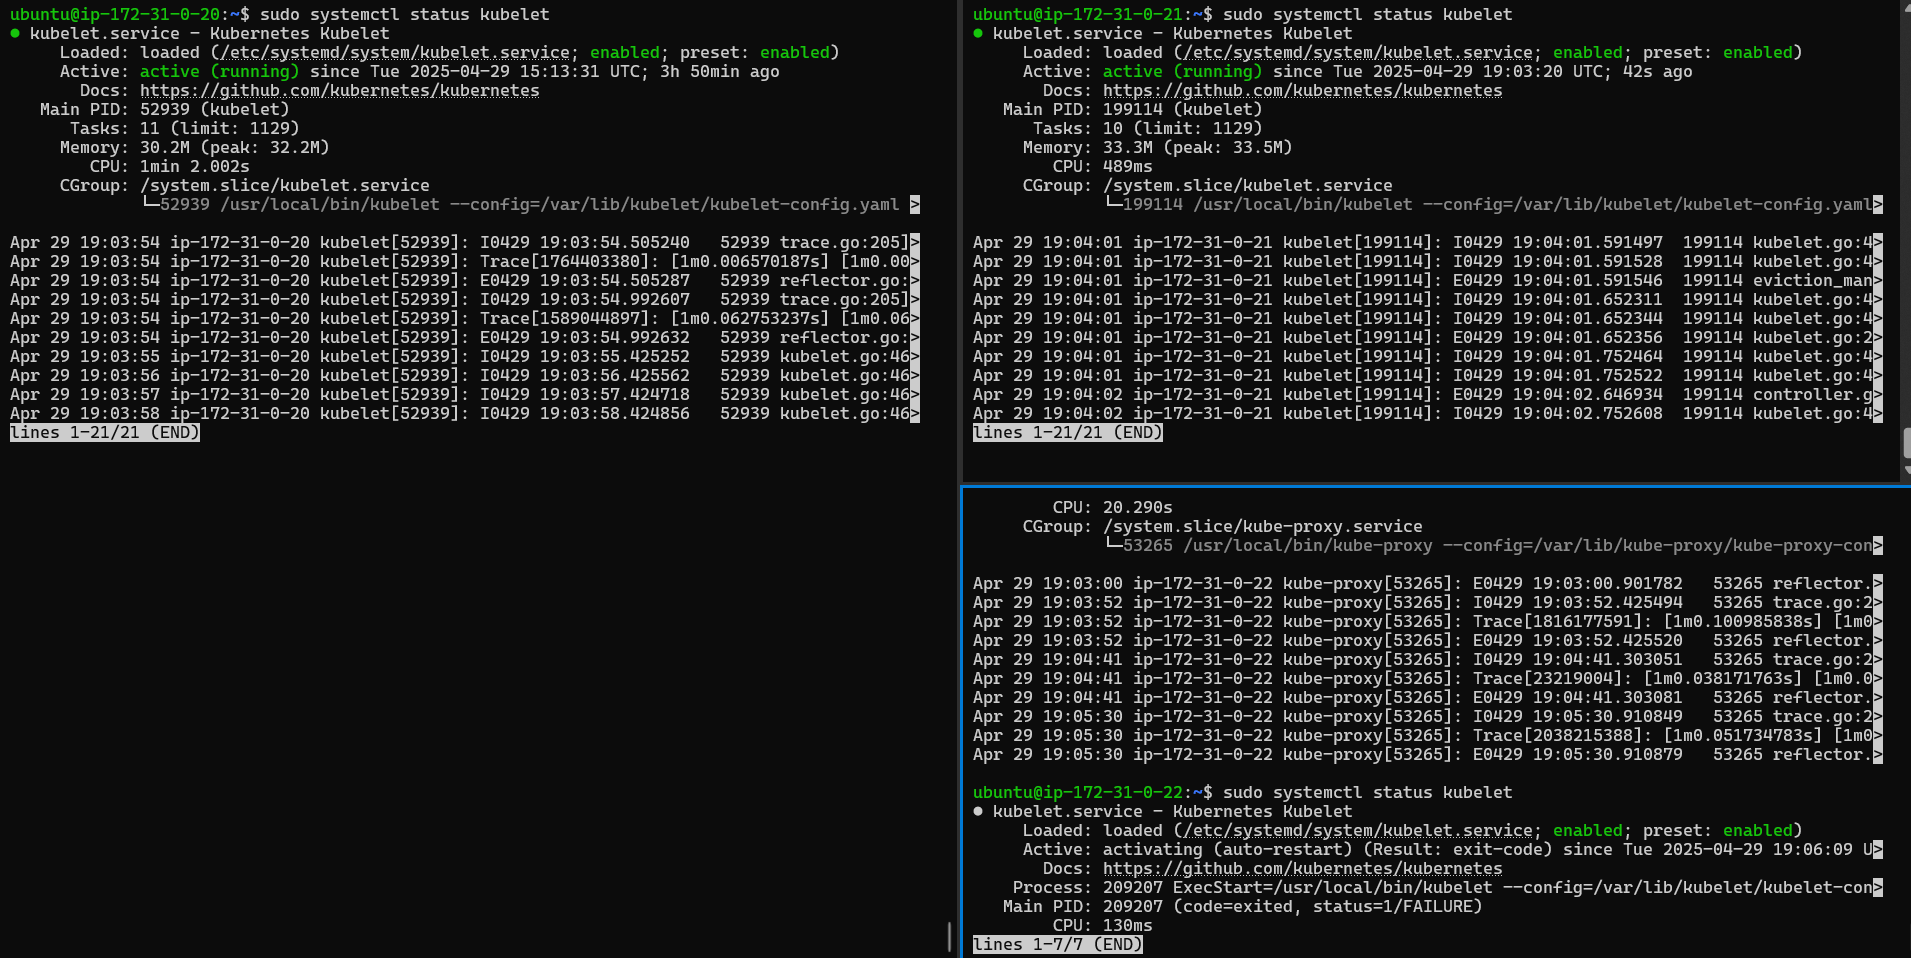 ubuntu@ip-172-31-0-20:~$ sudo systemctl status kubelet
● kubelet.service - Kubernetes Kubelet
     Loaded: loaded (/etc/systemd/system/kubelet.service; enabled; preset: enabled)
     Active: active (running) since Tue 2025-04-29 15:13:31 UTC; 3h 50min ago
       Docs: https://github.com/kubernetes/kubernetes
   Main PID: 52939 (kubelet)
      Tasks: 11 (limit: 1129)
     Memory: 30.2M (peak: 32.2M)
        CPU: 1min 2.002s
     CGroup: /system.slice/kubelet.service
             └─52939 /usr/local/bin/kubelet --config=/var/lib/kubelet/kubelet-config.yaml >
Apr 29 19:03:54 ip-172-31-0-20 kubelet[52939]: I0429 19:03:54.505240   52939 trace.go:205]>
Apr 29 19:03:54 ip-172-31-0-20 kubelet[52939]: Trace[1764403380]: [1m0.006570187s] [1m0.00>
Apr 29 19:03:54 ip-172-31-0-20 kubelet[52939]: E0429 19:03:54.505287   52939 reflector.go:>
Apr 29 19:03:54 ip-172-31-0-20 kubelet[52939]: I0429 19:03:54.992607   52939 trace.go:205]>
Apr 29 19:03:54 ip-172-31-0-20 kubelet[52939]: Trace[1589044897]: [1m0.062753237s] [1m0.06>
Apr 29 19:03:54 ip-172-31-0-20 kubelet[52939]: E0429 19:03:54.992632   52939 reflector.go:>
Apr 29 19:03:55 ip-172-31-0-20 kubelet[52939]: I0429 19:03:55.425252   52939 kubelet.go:46>
Apr 29 19:03:56 ip-172-31-0-20 kubelet[52939]: I0429 19:03:56.425562   52939 kubelet.go:46>
Apr 29 19:03:57 ip-172-31-0-20 kubelet[52939]: I0429 19:03:57.424718   52939 kubelet.go:46>
Apr 29 19:03:58 ip-172-31-0-20 kubelet[52939]: I0429 19:03:58.424856   52939 kubelet.go:46>
lines 1-21/21 (END)
ubuntu@ip-172-31-0-21:~$ sudo systemctl status kubelet
● kubelet.service - Kubernetes Kubelet
     Loaded: loaded (/etc/systemd/system/kubelet.service; enabled; preset: enabled)
     Active: active (running) since Tue 2025-04-29 19:03:20 UTC; 42s ago
       Docs: https://github.com/kubernetes/kubernetes
   Main PID: 199114 (kubelet)
      Tasks: 10 (limit: 1129)
     Memory: 33.3M (peak: 33.5M)
        CPU: 489ms
     CGroup: /system.slice/kubelet.service
             └─199114 /usr/local/bin/kubelet --config=/var/lib/kubelet/kubelet-config.yaml>
Apr 29 19:04:01 ip-172-31-0-21 kubelet[199114]: I0429 19:04:01.591497  199114 kubelet.go:4>
Apr 29 19:04:01 ip-172-31-0-21 kubelet[199114]: I0429 19:04:01.591528  199114 kubelet.go:4>
Apr 29 19:04:01 ip-172-31-0-21 kubelet[199114]: E0429 19:04:01.591546  199114 eviction_man>
Apr 29 19:04:01 ip-172-31-0-21 kubelet[199114]: I0429 19:04:01.652311  199114 kubelet.go:4>
Apr 29 19:04:01 ip-172-31-0-21 kubelet[199114]: I0429 19:04:01.652344  199114 kubelet.go:4>
Apr 29 19:04:01 ip-172-31-0-21 kubelet[199114]: E0429 19:04:01.652356  199114 kubelet.go:2>
Apr 29 19:04:01 ip-172-31-0-21 kubelet[199114]: I0429 19:04:01.752464  199114 kubelet.go:4>
Apr 29 19:04:01 ip-172-31-0-21 kubelet[199114]: I0429 19:04:01.752522  199114 kubelet.go:4>
Apr 29 19:04:02 ip-172-31-0-21 kubelet[199114]: E0429 19:04:02.646934  199114 controller.g>
Apr 29 19:04:02 ip-172-31-0-21 kubelet[199114]: I0429 19:04:02.752608  199114 kubelet.go:4>
lines 1-21/21 (END)
        CPU: 20.290s
     CGroup: /system.slice/kube-proxy.service
             └─53265 /usr/local/bin/kube-proxy --config=/var/lib/kube-proxy/kube-proxy-con>
Apr 29 19:03:00 ip-172-31-0-22 kube-proxy[53265]: E0429 19:03:00.901782   53265 reflector.>
Apr 29 19:03:52 ip-172-31-0-22 kube-proxy[53265]: I0429 19:03:52.425494   53265 trace.go:2>
Apr 29 19:03:52 ip-172-31-0-22 kube-proxy[53265]: Trace[1816177591]: [1m0.100985838s] [1m0>
Apr 29 19:03:52 ip-172-31-0-22 kube-proxy[53265]: E0429 19:03:52.425520   53265 reflector.>
Apr 29 19:04:41 ip-172-31-0-22 kube-proxy[53265]: I0429 19:04:41.303051   53265 trace.go:2>
Apr 29 19:04:41 ip-172-31-0-22 kube-proxy[53265]: Trace[23219004]: [1m0.038171763s] [1m0.0>
Apr 29 19:04:41 ip-172-31-0-22 kube-proxy[53265]: E0429 19:04:41.303081   53265 reflector.>
Apr 29 19:05:30 ip-172-31-0-22 kube-proxy[53265]: I0429 19:05:30.910849   53265 trace.go:2>
Apr 29 19:05:30 ip-172-31-0-22 kube-proxy[53265]: Trace[2038215388]: [1m0.051734783s] [1m0>
Apr 29 19:05:30 ip-172-31-0-22 kube-proxy[53265]: E0429 19:05:30.910879   53265 reflector.>
ubuntu@ip-172-31-0-22:~$ sudo systemctl status kubelet
● kubelet.service - Kubernetes Kubelet
     Loaded: loaded (/etc/systemd/system/kubelet.service; enabled; preset: enabled)
     Active: activating (auto-restart) (Result: exit-code) since Tue 2025-04-29 19:06:09 U>
       Docs: https://github.com/kubernetes/kubernetes
    Process: 209207 ExecStart=/usr/local/bin/kubelet --config=/var/lib/kubelet/kubelet-con>
   Main PID: 209207 (code=exited, status=1/FAILURE)
        CPU: 130ms
lines 1-7/7 (END)